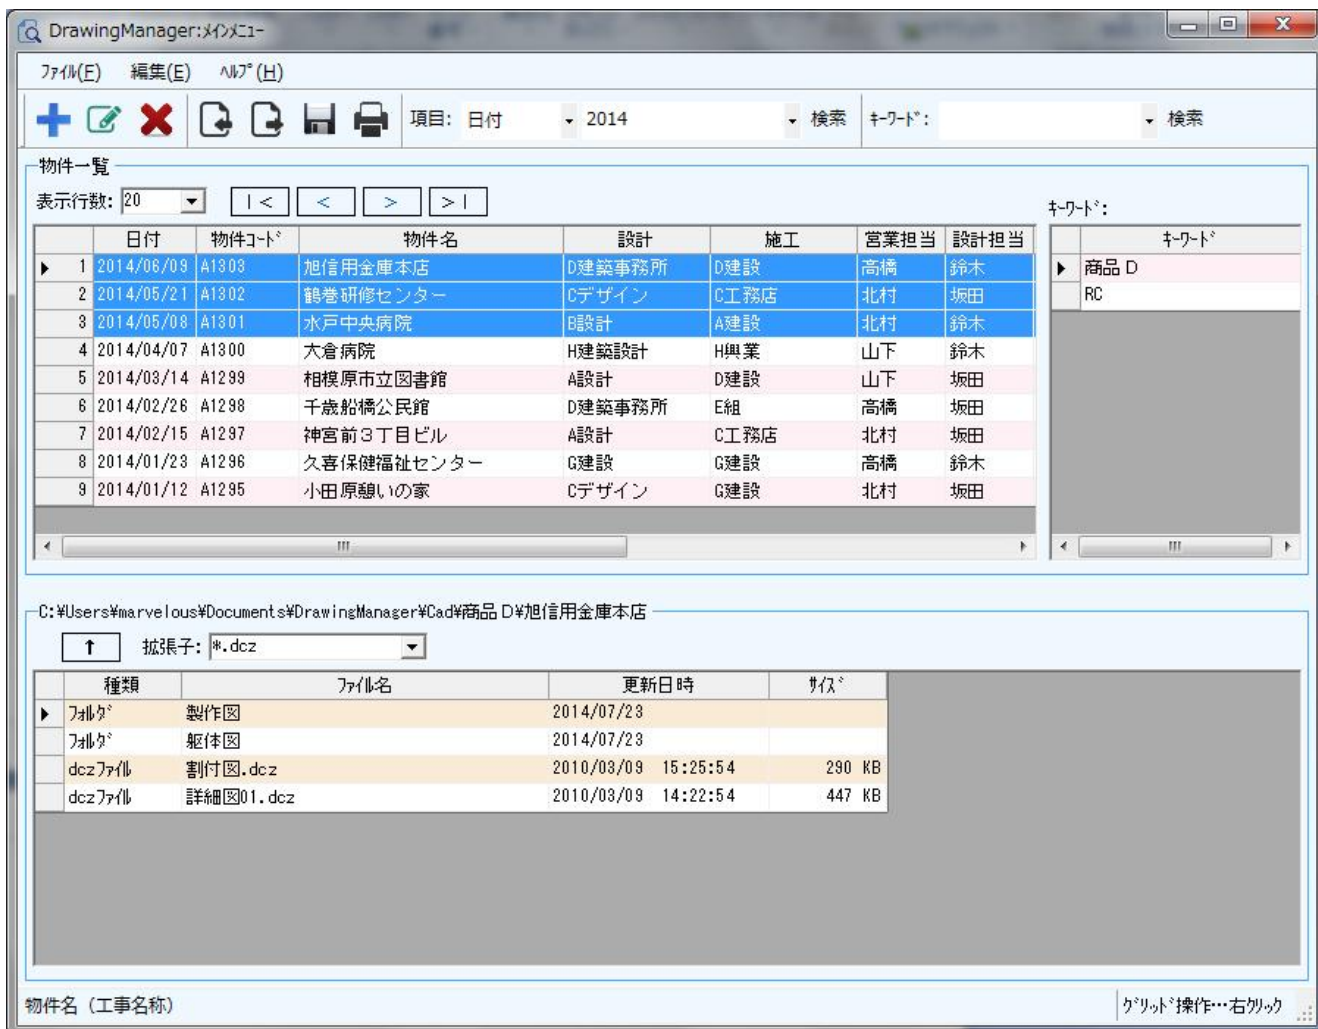 DrawingManager:ﾒｲﾝﾒﾆｭｰ
ﾌｧｲﾙ(F) 編集(E) ﾍﾙﾌﾟ(H)
項目: 日付 2014 検索 ｷｰﾜｰﾄﾞ: 検索
物件一覧
表示行数: 20 |< < > >|
ｷｰﾜｰﾄﾞ:
日付 物件ｺｰﾄﾞ 物件名 設計 施工 営業担当 設計担当 ｷｰﾜｰﾄﾞ
1 2014/06/09 A1303 旭信用金庫本店 D建築事務所 D建設 高橋 鈴木 商品 D
2 2014/05/21 A1302 鶴巻研修センター Cデザイン C工務店 北村 坂田 RC
3 2014/05/08 A1301 水戸中央病院 B設計 A建設 北村 鈴木
4 2014/04/07 A1300 大倉病院 H建築設計 H興業 山下 鈴木
5 2014/03/14 A1299 相模原市立図書館 A設計 D建設 山下 坂田
6 2014/02/26 A1298 千歳船橋公民館 D建築事務所 E組 高橋 坂田
7 2014/02/15 A1297 神宮前３丁目ビル A設計 C工務店 北村 坂田
8 2014/01/23 A1296 久喜保健福祉センター G建設 G建設 高橋 鈴木
9 2014/01/12 A1295 小田原憩いの家 Cデザイン G建設 北村 坂田
C:¥Users¥marvelous¥Documents¥DrawingManager¥Cad¥商品 D¥旭信用金庫本店
↑ 拡張子: *.dcz
種類 ﾌｧｲﾙ名 更新日時 ｻｲｽﾞ
ﾌｫﾙﾀﾞ 製作図 2014/07/23
ﾌｫﾙﾀﾞ 躯体図 2014/07/23
dczﾌｧｲﾙ 割付図.dcz 2010/03/09 15:25:54 290 KB
dczﾌｧｲﾙ 詳細図01.dcz 2010/03/09 14:22:54 447 KB
物件名（工事名称） ｸﾞﾘｯﾄﾞ操作…右ｸﾘｯｸ